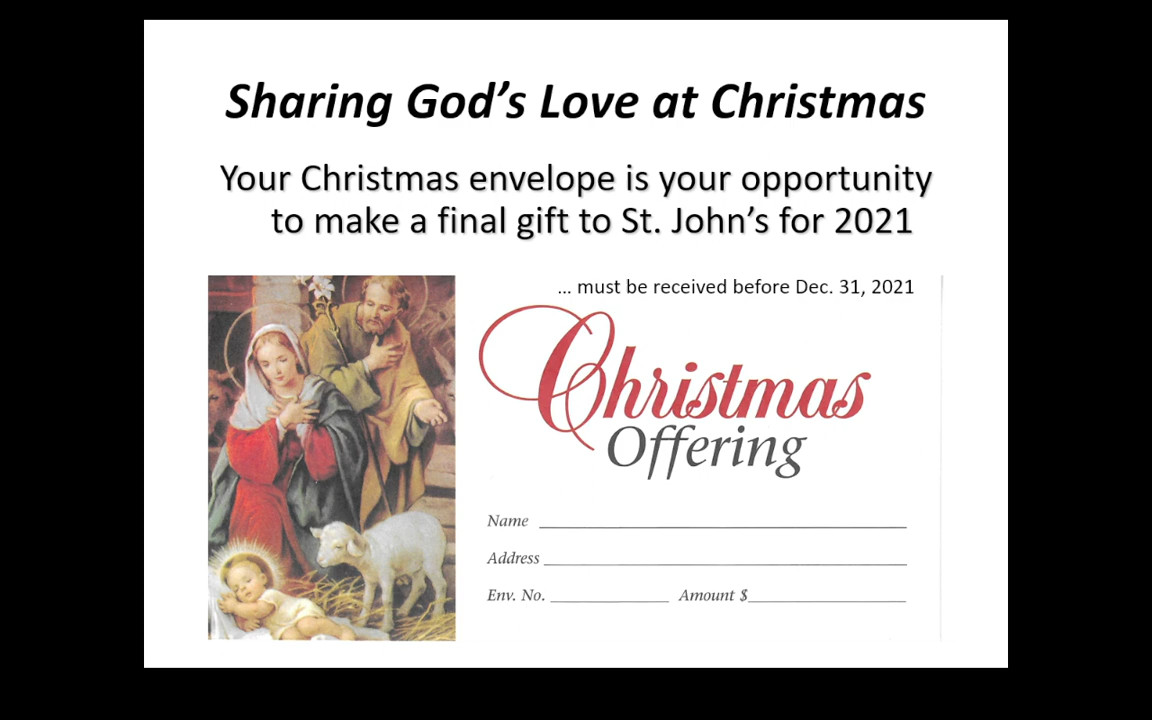 Sharing God's Love at Christmas
Your Christmas envelope is your opportunity
to make a final gift to St. John's for 2021
... must be received before Dec. 31, 2021
Christmas
Offering
Name
Address
Env. No. Amount $